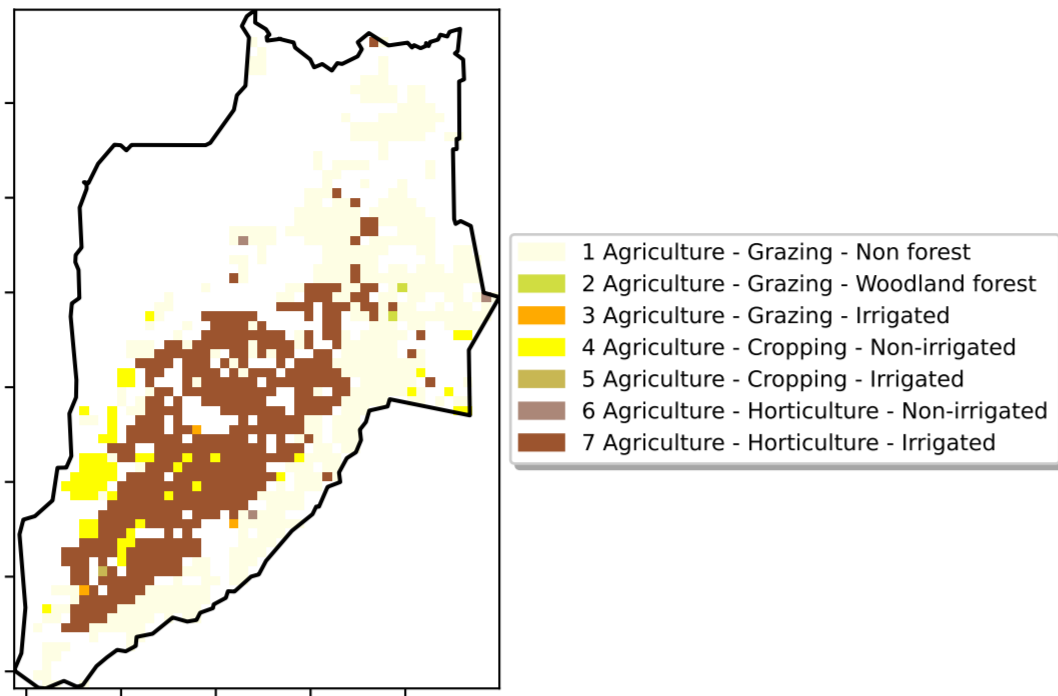 1 Agriculture - Grazing - Non forest
2 Agriculture - Grazing - Woodland forest
3 Agriculture - Grazing - Irrigated
4 Agriculture - Cropping - Non-irrigated
5 Agriculture - Cropping - Irrigated
6 Agriculture - Horticulture - Non-irrigated
7 Agriculture - Horticulture - Irrigated